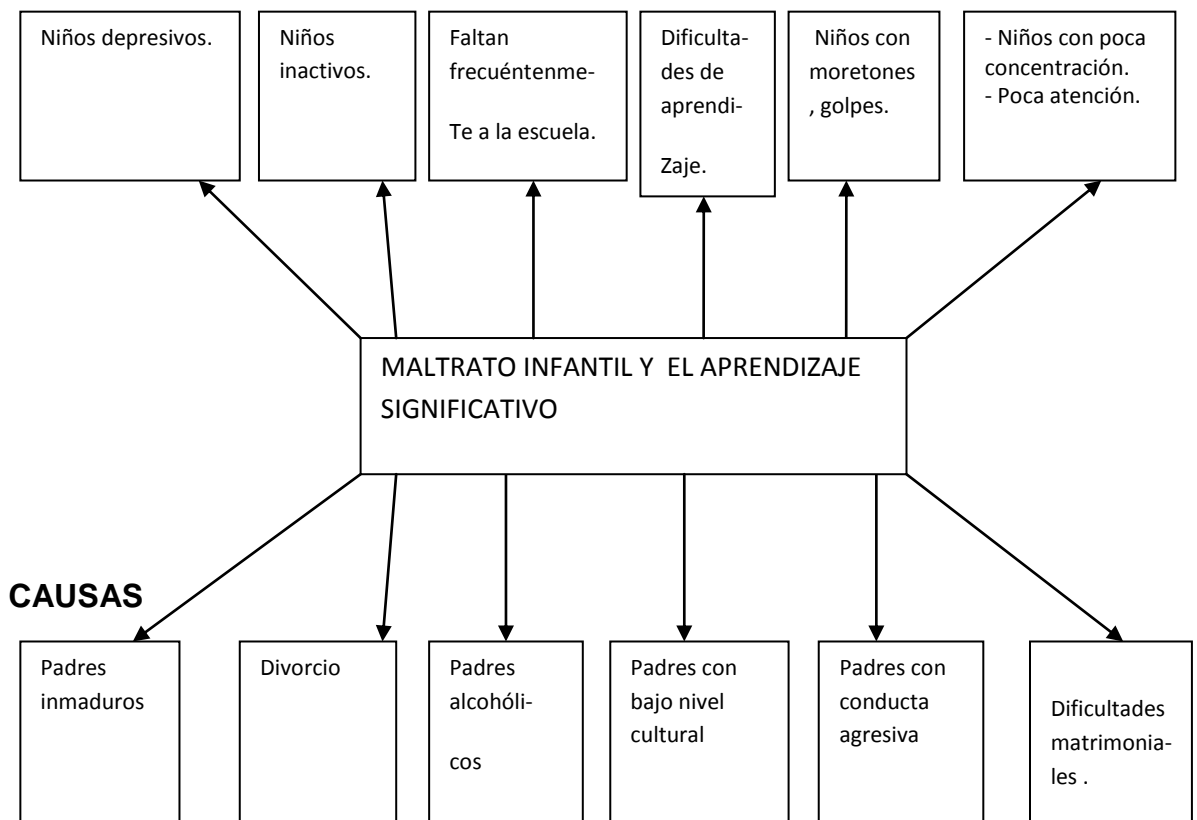 Niños depresivos.
Niños
inactivos.
Faltan
frecuéntenme-
Te a la escuela.
Dificulta-
des de
aprendi-
Zaje.
Niños con
moretones
, golpes.
- Niños con poca
concentración.
- Poca atención.
MALTRATO INFANTIL Y EL APRENDIZAJE
SIGNIFICATIVO
CAUSAS
Padres
inmaduros
Divorcio
Padres
alcohóli-
cos
Padres con
bajo nivel
cultural
Padres con
conducta
agresiva
Dificultades
matrimonia-
les .